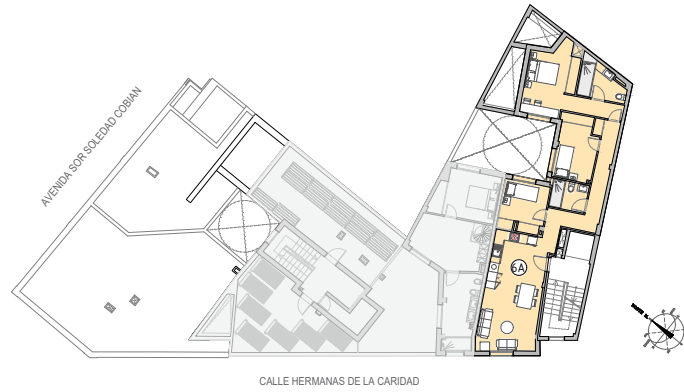 AVENIDA SOR SOLEDAD COBIAN
6A
CALLE HERMANAS DE LA CARIDAD